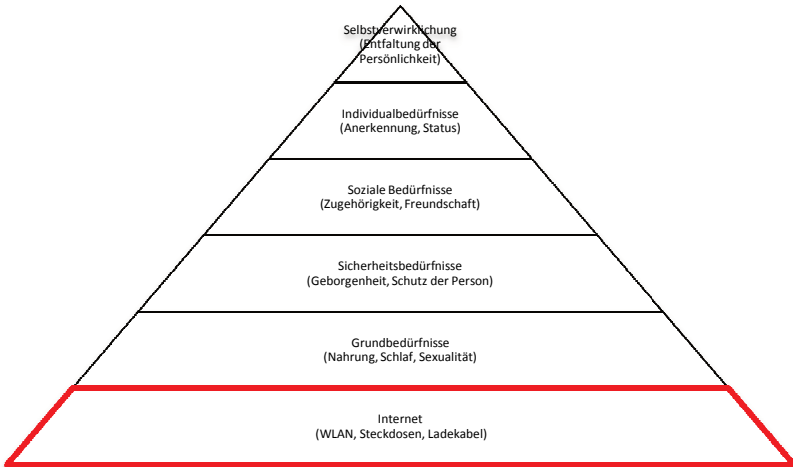 Selbstverwirklichung
(Entfaltung der
Persönlichkeit)
Individualbedürfnisse
(Anerkennung, Status)
Soziale Bedürfnisse
(Zugehörigkeit, Freundschaft)
Sicherheitsbedürfnisse
(Geborgenheit, Schutz der Person)
Grundbedürfnisse
(Nahrung, Schlaf, Sexualität)
Internet
(WLAN, Steckdosen, Ladekabel)